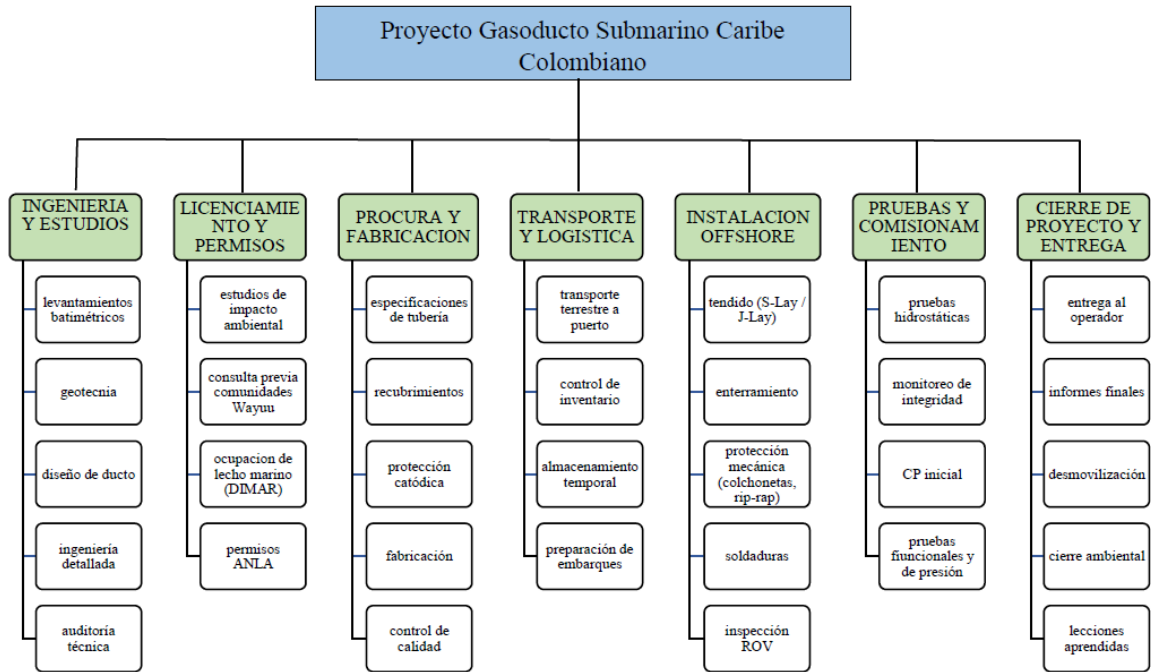 Proyecto Gasoducto Submarino Caribe
Colombiano
INGENIERIA
Y ESTUDIOS
levantamientos
batimétricos
geotecnia
diseño de ducto
ingeniería
detallada
auditoría
técnica
LICENCIAMIE
NTO Y
PERMISOS
estudios de
impacto
ambiental
consulta previa
comunidades
Wayuu
ocupacion de
lecho marino
(DIMAR)
permisos
ANLA
PROCURA Y
FABRICACION
especificaciones
de tubería
recubrimientos
protección
catódica
fabricación
control de
calidad
TRANSPORTE
Y LOGISTICA
transporte
terrestre a
puerto
control de
inventario
almacenamiento
temporal
preparación de
embarques
INSTALACION
OFFSHORE
tendido (S-Lay /
J-Lay)
enterramiento
protección
mecánica
(colchonetas,
rip-rap)
soldaduras
inspección
ROV
PRUEBAS Y
COMISIONAM
IENTO
pruebas
hidrostáticas
monitoreo de
integridad
CP inicial
pruebas
fiuncionales y
de presión
CIERRE DE
PROYECTO Y
ENTREGA
entrega al
operador
informes finales
desmovilización
cierre ambiental
lecciones
aprendidas